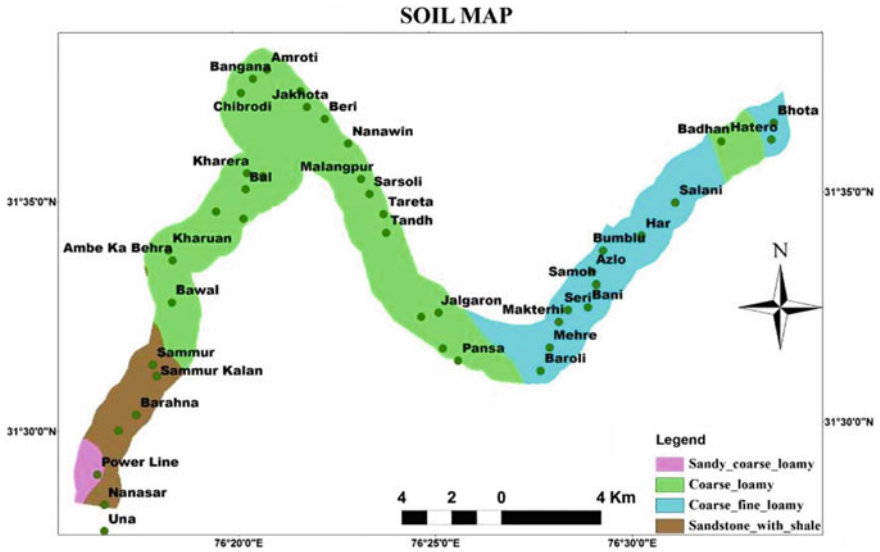 SOIL MAP
Amroti
Bangana
Jakhota
Chibrodi
Beri
Nanawin
Kharera
Malangpur
Bal
Sarsoli
Tareta
Tandh
Kharuan
Ambe Ka Behra
Bawal
Jalgaron
Pansa
Sammur
Sammur Kalan
Barahna
Power Line
Nanasar
Una
Bhota
Badhan
Hatero
Salani
Har
Bumblu
Azlo
Samoh
Seri
Bani
Makterhi
Mehre
Baroli
N
31°35'0"N
31°35'0"N
31°30'0"N
31°30'0"N
Legend
Sandy_coarse_loamy
Coarse_loamy
Coarse_fine_loamy
Sandstone_with_shale
4 2 0 4 Km
76°20'0"E
76°25'0"E
76°30'0"E